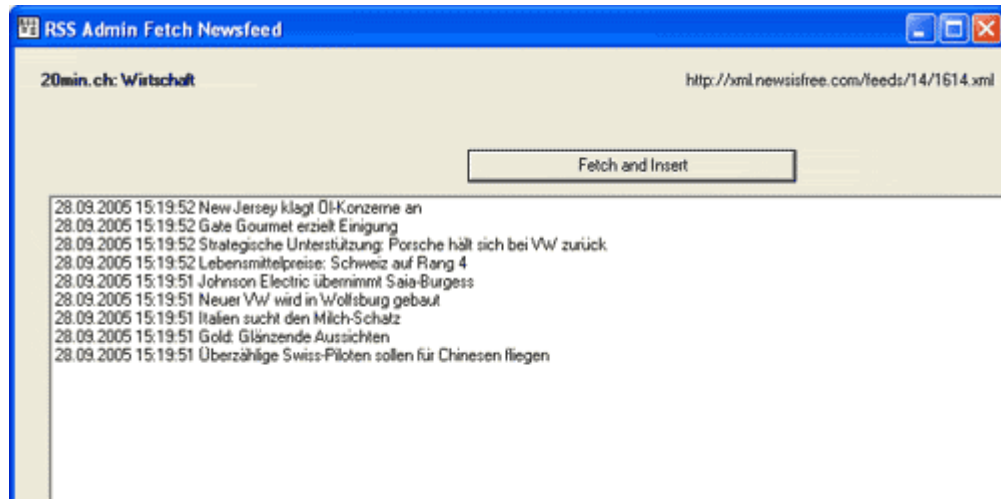 RSS Admin Fetch Newsfeed
20min.ch: Wirtschaft
http://xml.newsisfree.com/feeds/14/1614.xml
Fetch and Insert
28.09.2005 15:19:52 New Jersey klagt Öl-Konzerne an
28.09.2005 15:19:52 Gate Gourmet erzielt Einigung
28.09.2005 15:19:52 Strategische Unterstützung: Porsche hält sich bei VW zurück
28.09.2005 15:19:52 Lebensmittelpreise: Schweiz auf Rang 4
28.09.2005 15:19:51 Johnson Electric übernimmt Saia-Burgess
28.09.2005 15:19:51 Neuer VW wird in Wolfsburg gebaut
28.09.2005 15:19:51 Italien sucht den Milch-Schatz
28.09.2005 15:19:51 Gold: Glänzende Aussichten
28.09.2005 15:19:51 Überzählige Swiss-Piloten sollen für Chinesen fliegen